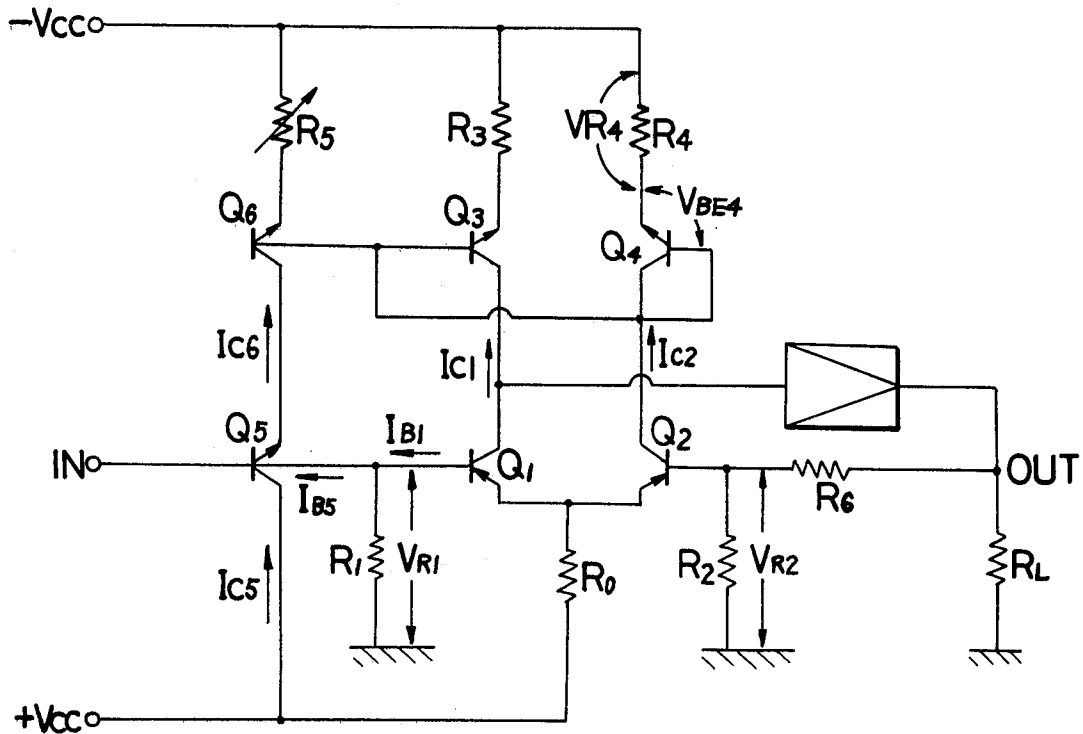 −VCC
R5
R3
VR4
R4
Q6
Q3
VBE4
Q4
IC6
IC1
IC2
Q5
IB1
Q2
IN
Q1
OUT
IB5
R6
R1
VR1
R2
VR2
IC5
R0
RL
+VCC